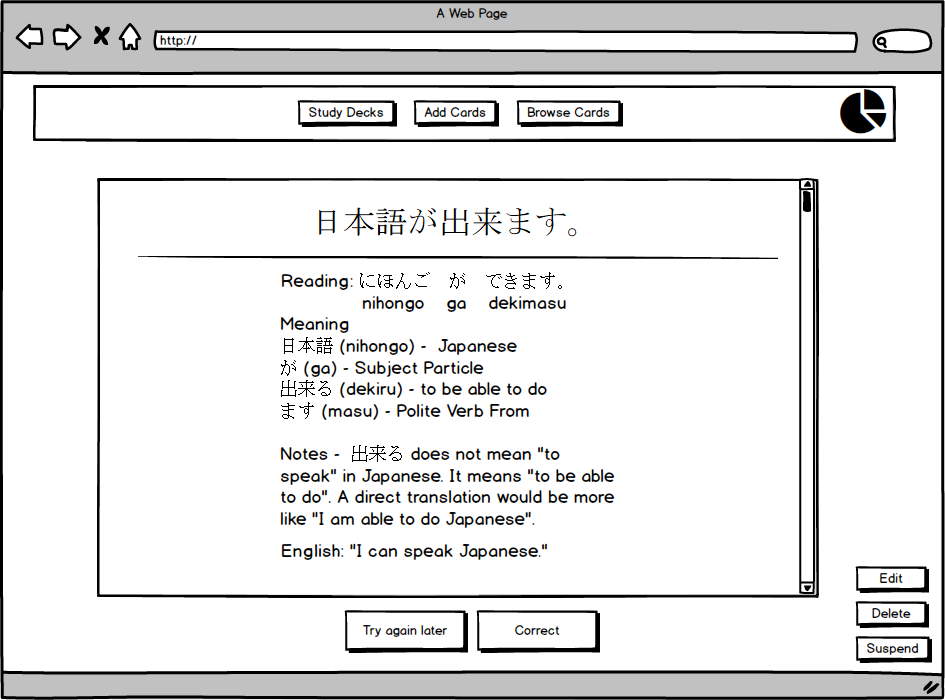 A Web Page
http://
Study Decks Add Cards Browse Cards
日本語が出来ます。
Reading: にほんご が できます。
nihongo ga dekimasu
Meaning
日本語 (nihongo) - Japanese
が (ga) - Subject Particle
出来る (dekiru) - to be able to do
ます (masu) - Polite Verb From
Notes - 出来る does not mean "to
speak" in Japanese. It means "to be able
to do". A direct translation would be more
like "I am able to do Japanese".
English: "I can speak Japanese."
Try again later Correct
Edit
Delete
Suspend